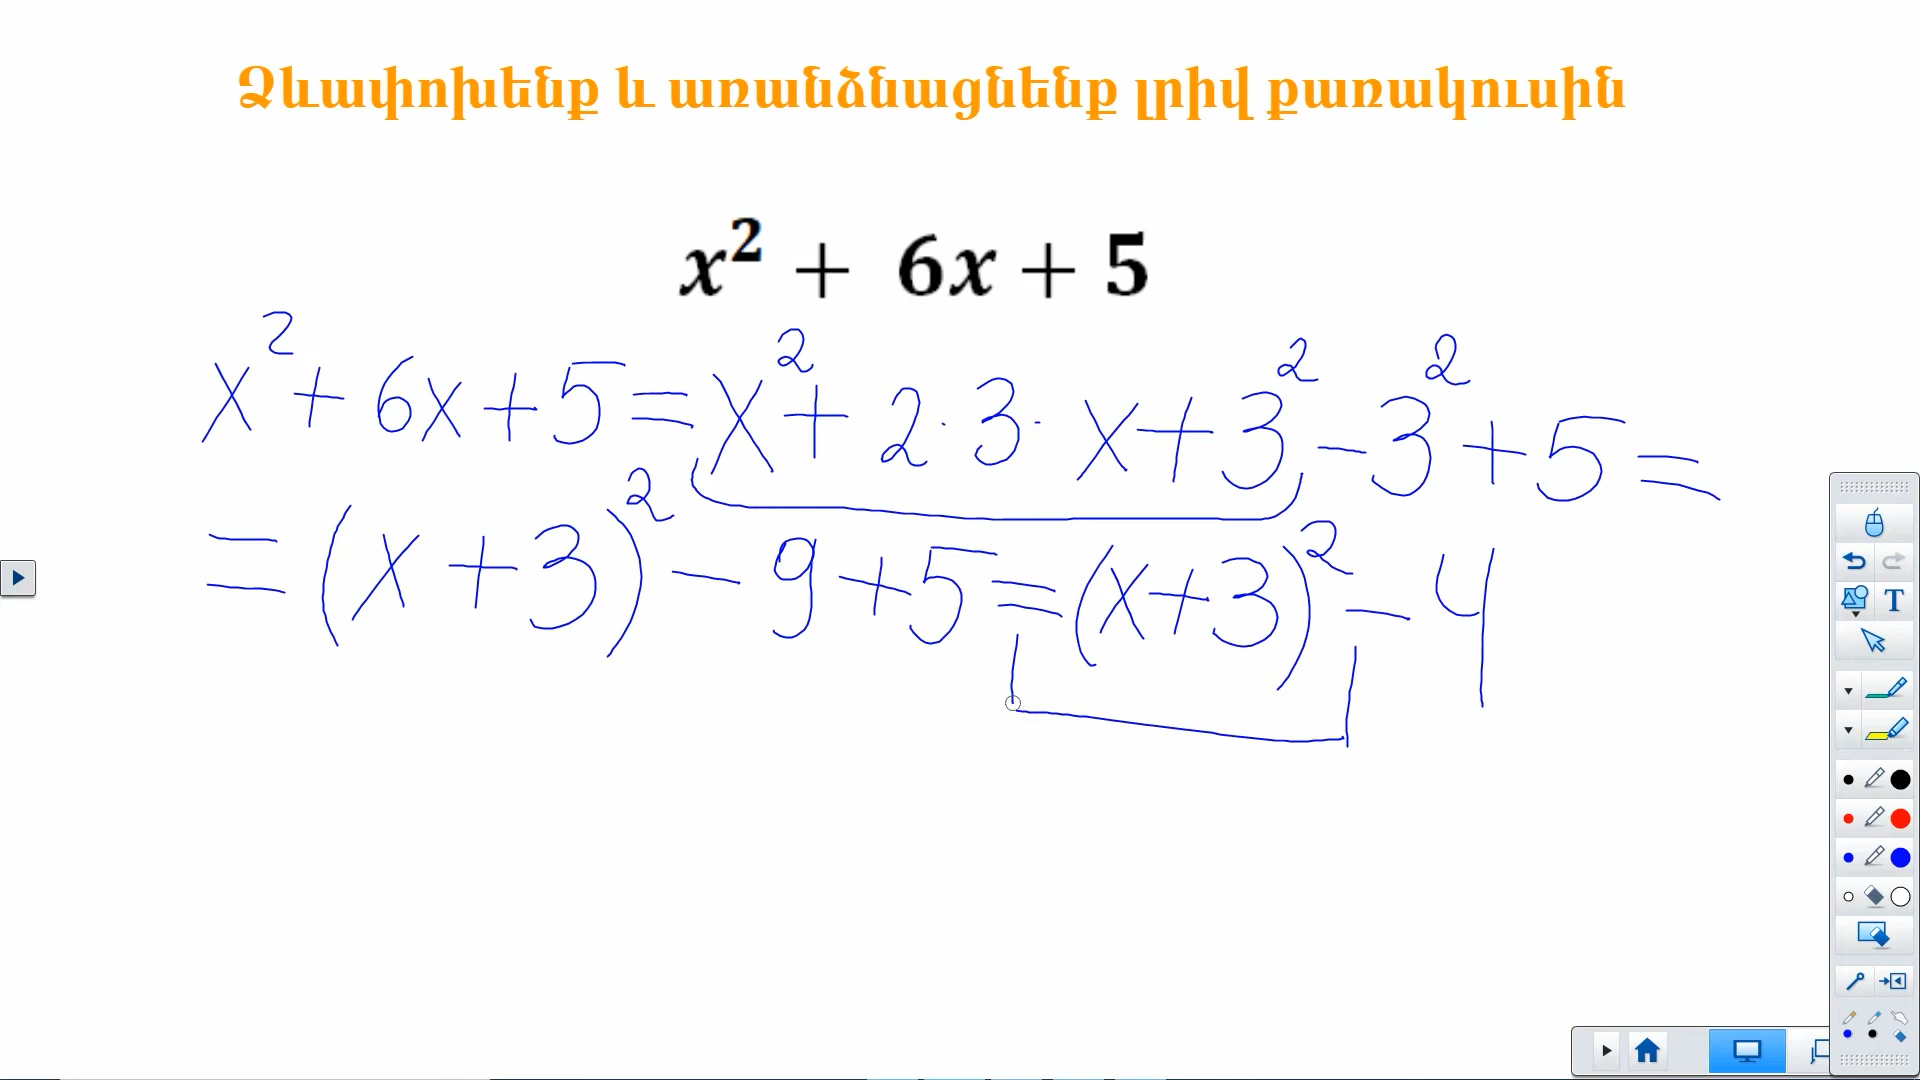 Ձևափոխենք և առանձնացնենք լրիվ քառակուսին
x² + 6x + 5
x² + 6x + 5 = x² + 2 · 3 · x + 3² − 3² + 5 =
= (x + 3)² − 9 + 5 = (x + 3)² − 4
T